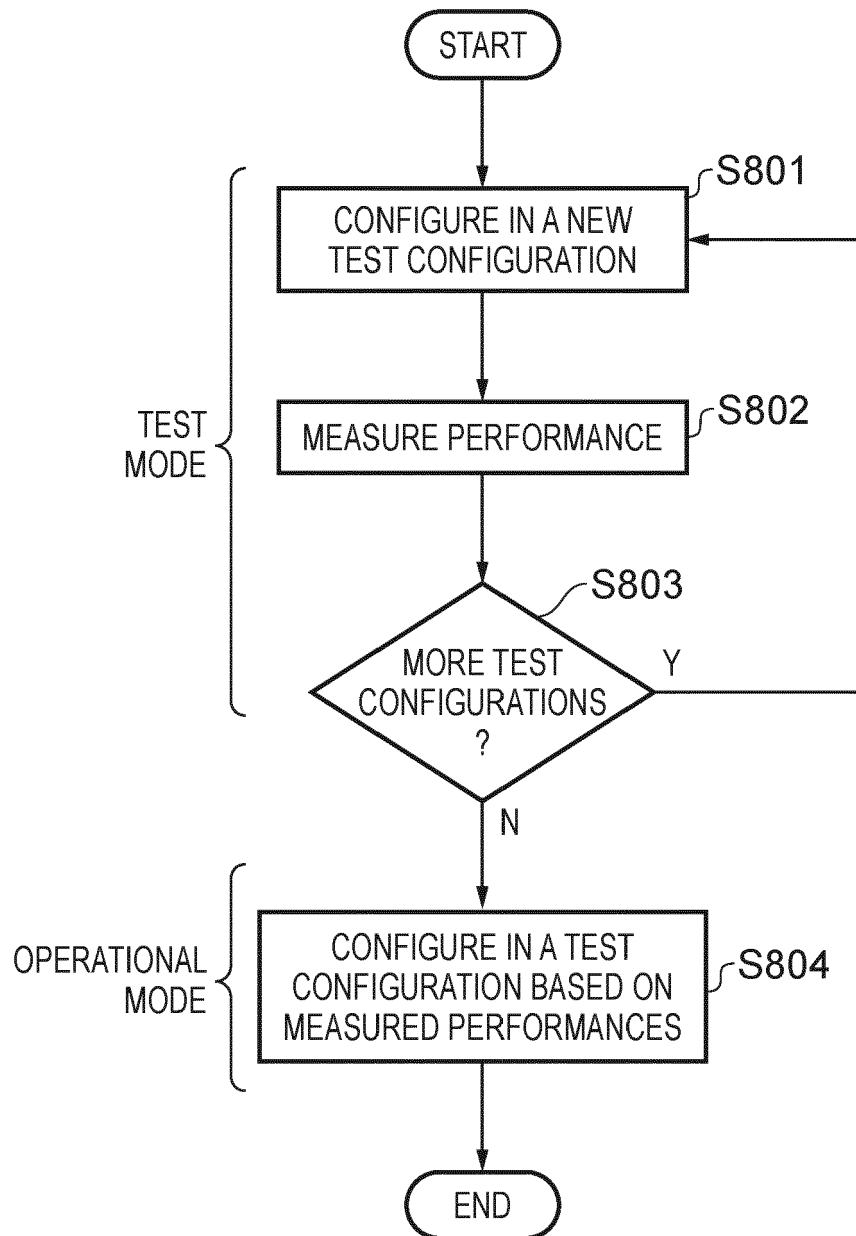 START
S801
CONFIGURE IN A NEW
TEST CONFIGURATION
TEST
MODE
S802
MEASURE PERFORMANCE
S803
MORE TEST
CONFIGURATIONS
?
Y
N
OPERATIONAL
MODE
CONFIGURE IN A TEST
CONFIGURATION BASED ON
MEASURED PERFORMANCES
S804
END